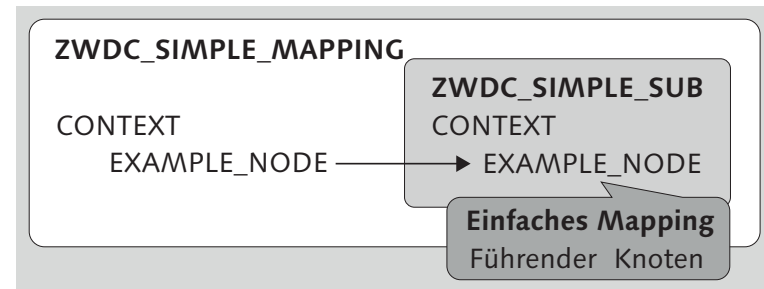 ZWDC_SIMPLE_MAPPING
ZWDC_SIMPLE_SUB
CONTEXT
CONTEXT
EXAMPLE_NODE
EXAMPLE_NODE
Einfaches Mapping
Führender Knoten